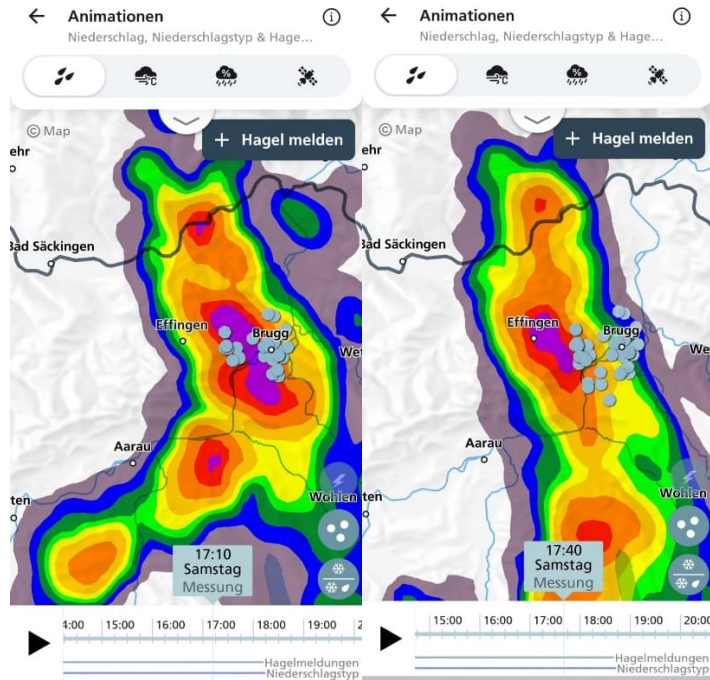 Animationen
Niederschlag, Niederschlagstyp & Hage...
°C
%
© Map
+ Hagel melden
ehr
Bad Säckingen
Effingen
Brugg
Wet
Aarau
ten
Wohlen
17:10
Samstag
Messung
4:00 15:00 16:00 17:00 18:00 19:00 2
Hagelmeldungen
Niederschlagstyp
Animationen
Niederschlag, Niederschlagstyp & Hage...
°C
%
© Map
+ Hagel melden
ehr
Bad Säckingen
Effingen
Brugg
We
Aarau
ten
Wohlen
17:40
Samstag
Messung
15:00 16:00 17:00 18:00 19:00 20:00
Hagelmeldungen
Niederschlagstyp